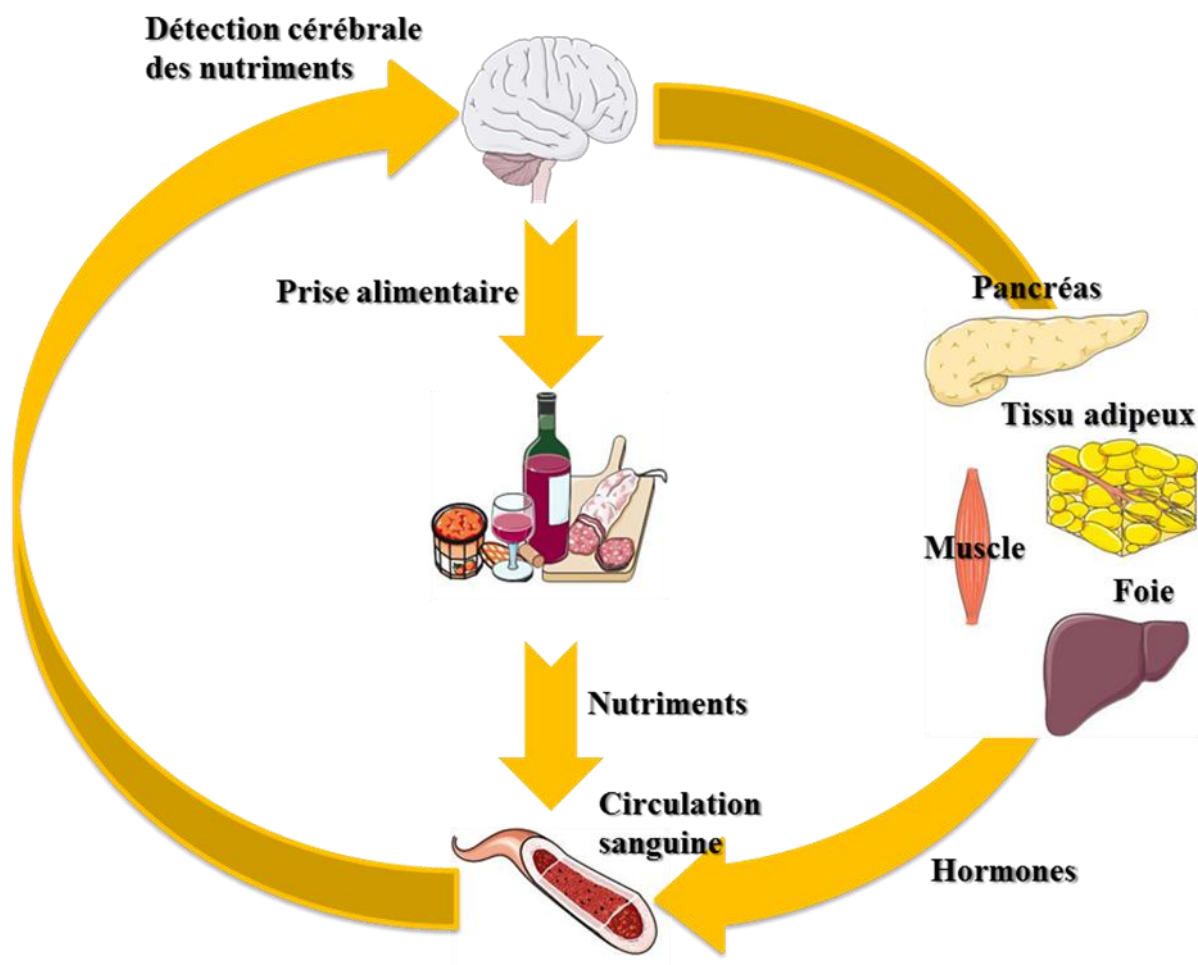 Détection cérébrale
des nutriments
Prise alimentaire
Pancréas
Tissu adipeux
Muscle
Foie
Nutriments
Circulation
sanguine
Hormones